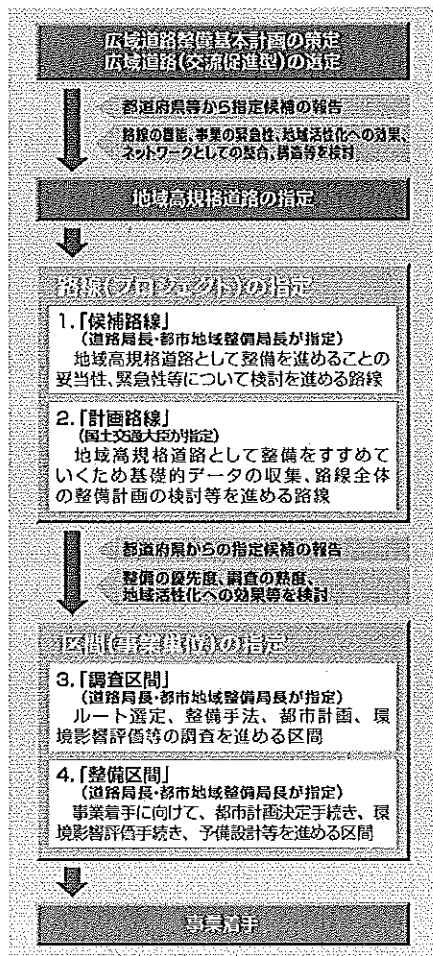 広域道路整備基本計画の策定
広域道路(交流促進型)の選定
都道府県等から指定候補の報告
路線の機能、事業の緊急性、地域活性化への効果、
ネットワークとしての整合、構造等を検討
地域高規格道路の指定
路線(プロジェクト)の指定
1.「候補路線」
(道路局長・都市地域整備局長が指定)
地域高規格道路として整備を進めることの
妥当性、緊急性等について検討を進める路線
2.「計画路線」
(国土交通大臣が指定)
地域高規格道路として整備をすすめて
いくため基礎的データの収集、路線全体
の整備計画の検討等を進める路線
都道府県からの指定候補の報告
整備の優先度、調査の熟度、
地域活性化への効果等を検討
区間(事業単位)の指定
3.「調査区間」
(道路局長・都市地域整備局長が指定)
ルート選定、整備手法、都市計画、環
境影響評価等の調査を進める区間
4.「整備区間」
(道路局長・都市地域整備局長が指定)
事業着手に向けて、都市計画決定手続き、環
境影響評価手続き、予備設計等を進める区間
事業着手